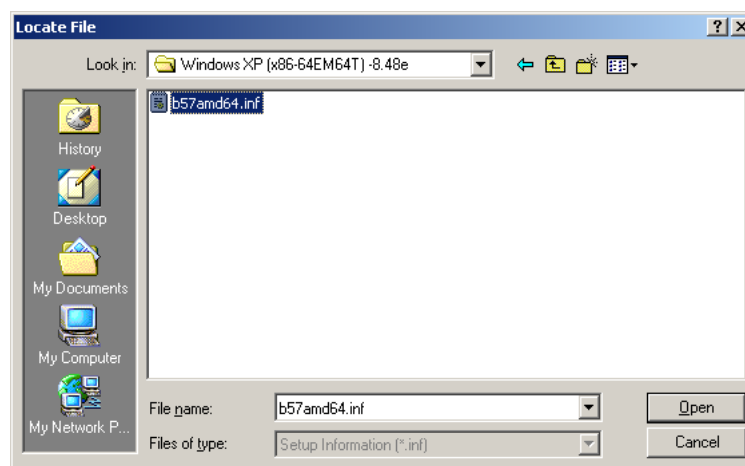 Locate File
Look in:
Windows XP (x86-64EM64T) -8.48e
b57amd64.inf
History
Desktop
My Documents
My Computer
My Network P...
File name:
b57amd64.inf
Open
Files of type:
Setup Information (*.inf)
Cancel